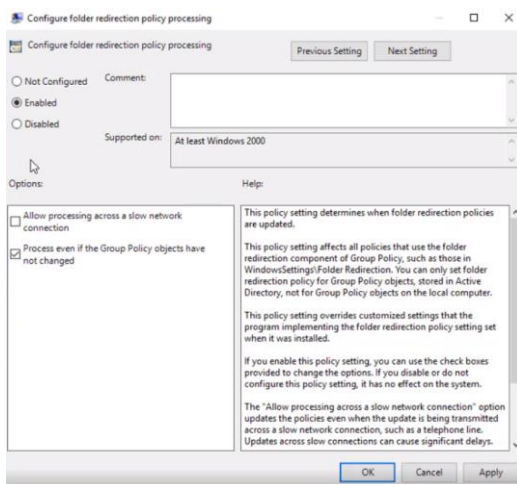 Configure folder redirection policy processing
Configure folder redirection policy processing
Previous Setting
Next Setting
Not Configured
Comment:
Enabled
Disabled
Supported on:
At least Windows 2000
Options:
Help:
Allow processing across a slow network
connection
Process even if the Group Policy objects have
not changed
This policy setting determines when folder redirection policies
are updated.
This policy setting affects all policies that use the folder
redirection component of Group Policy, such as those in
WindowsSettings\Folder Redirection. You can only set folder
redirection policy for Group Policy objects, stored in Active
Directory, not for Group Policy objects on the local computer.
This policy setting overrides customized settings that the
program implementing the folder redirection policy setting set
when it was installed.
If you enable this policy setting, you can use the check boxes
provided to change the options. If you disable or do not
configure this policy setting, it has no effect on the system.
The "Allow processing across a slow network connection" option
updates the policies even when the update is being transmitted
across a slow network connection, such as a telephone line.
Updates across slow connections can cause significant delays.
OK
Cancel
Apply